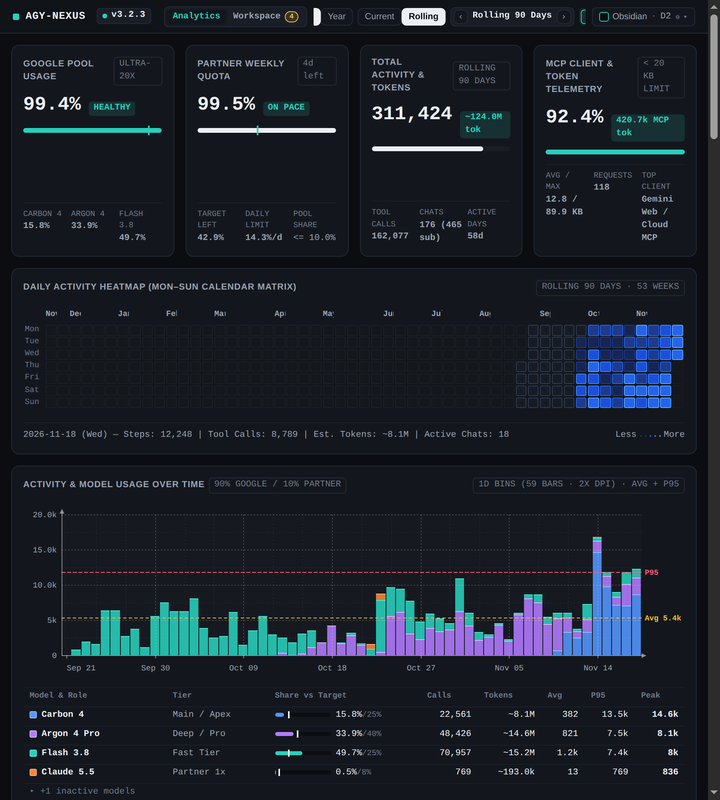 AGY-NEXUS v3.2.3 Analytics Workspace 4 Year Current Rolling ‹ Rolling 90 Days › Obsidian · D2
GOOGLE POOL USAGE
ULTRA-20X
99.4% HEALTHY
CARBON 4 ARGON 4 FLASH 3.8
15.8% 33.9% 49.7%
PARTNER WEEKLY QUOTA
4d left
99.5% ON PACE
TARGET LEFT DAILY LIMIT POOL SHARE
42.9% 14.3%/d <= 10.0%
TOTAL ACTIVITY & TOKENS
ROLLING 90 DAYS
311,424 ~124.0M tok
TOOL CALLS CHATS ACTIVE DAYS
162,077 176 (465 sub) 58d
MCP CLIENT & TOKEN TELEMETRY
< 20 KB LIMIT
92.4% 420.7k MCP tok
AVG / MAX REQUESTS TOP CLIENT
12.8 / 89.9 KB 118 Gemini Web / Cloud MCP
DAILY ACTIVITY HEATMAP (MON–SUN CALENDAR MATRIX) ROLLING 90 DAYS · 53 WEEKS
Mon
Tue
Wed
Thu
Fri
Sat
Sun
2026-11-18 (Wed) — Steps: 12,248 | Tool Calls: 8,789 | Est. Tokens: ~8.1M | Active Chats: 18 Less More
ACTIVITY & MODEL USAGE OVER TIME 90% GOOGLE / 10% PARTNER 1D BINS (59 BARS · 2X DPI) · AVG + P95
20.0k
15.0k
P95
10.0k
Avg 5.4k
5k
0
Sep 21 Sep 30 Oct 09 Oct 18 Oct 27 Nov 05 Nov 14
Model & Role Tier Share vs Target Calls Tokens Avg P95 Peak
Carbon 4 Main / Apex 15.8%/25% 22,561 ~8.1M 382 13.5k 14.6k
Argon 4 Pro Deep / Pro 33.9%/40% 48,426 ~14.6M 821 7.5k 8.1k
Flash 3.8 Fast Tier 49.7%/25% 70,957 ~15.2M 1.2k 7.4k 8k
Claude 5.5 Partner 1x 0.5%/8% 769 ~193.0k 13 769 836
+1 inactive models